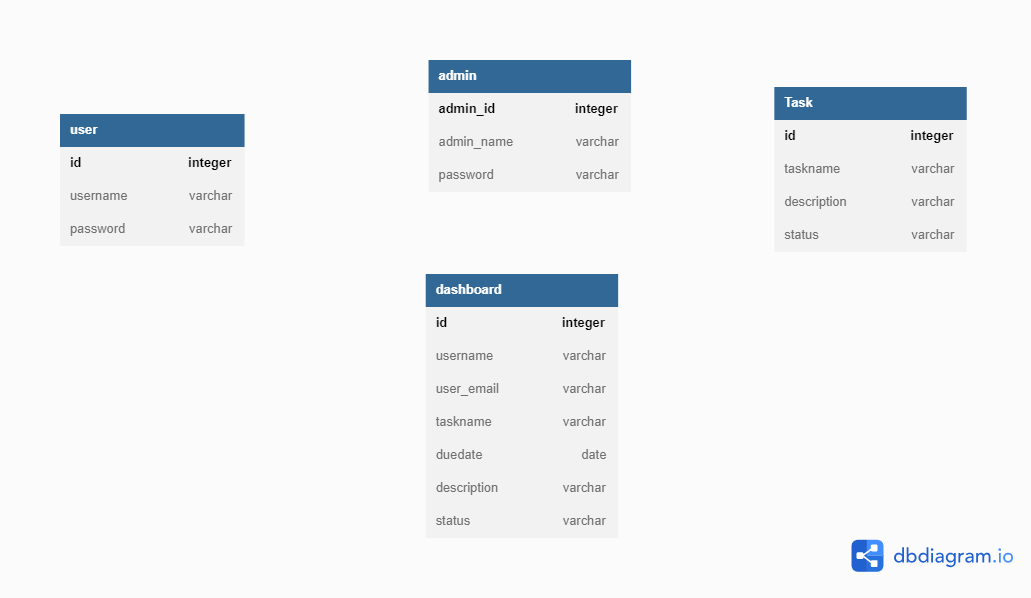 user
id integer
username varchar
password varchar
admin
admin_id integer
admin_name varchar
password varchar
Task
id integer
taskname varchar
description varchar
status varchar
dashboard
id integer
username varchar
user_email varchar
taskname varchar
duedate date
description varchar
status varchar
dbdiagram.io